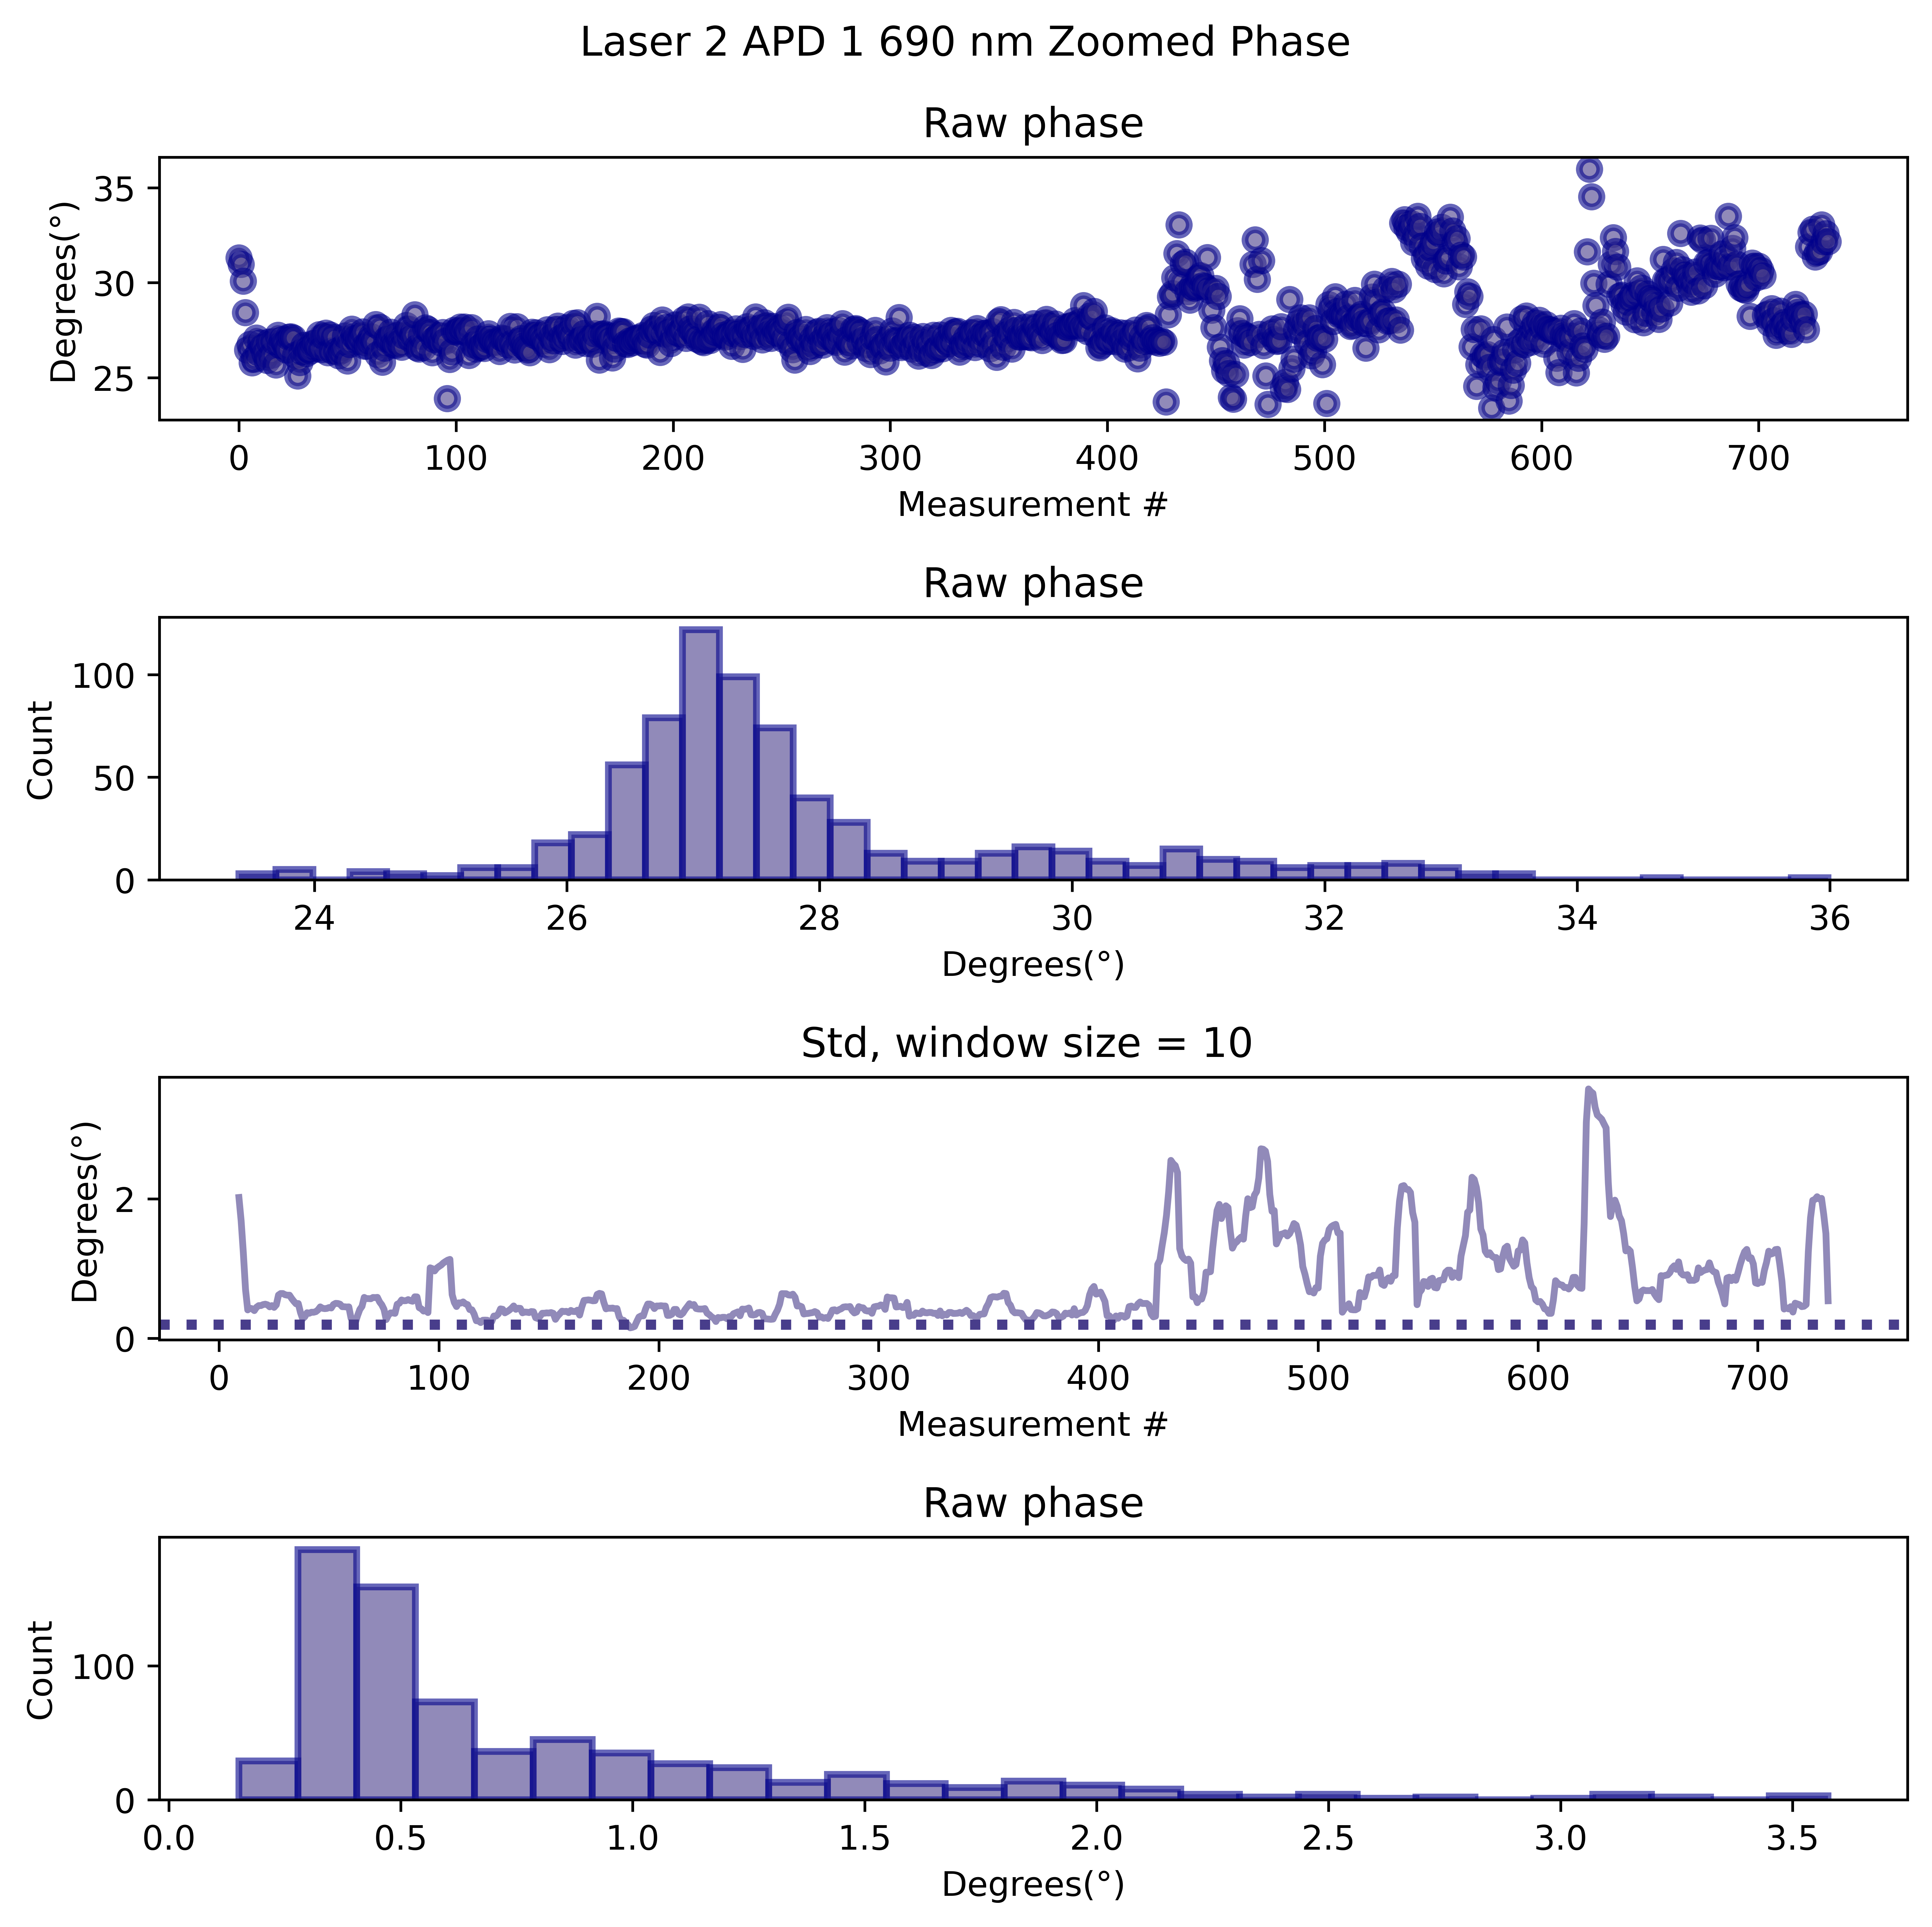 Laser 2 APD 1 690 nm Zoomed Phase
Raw phase
Degrees(°)
35
30
25
0 100 200 300 400 500 600 700
Measurement #
Raw phase
Count
100
50
0
24 26 28 30 32 34 36
Degrees(°)
Std, window size = 10
Degrees(°)
2
0
0 100 200 300 400 500 600 700
Measurement #
Raw phase
Count
100
0
0.0 0.5 1.0 1.5 2.0 2.5 3.0 3.5
Degrees(°)